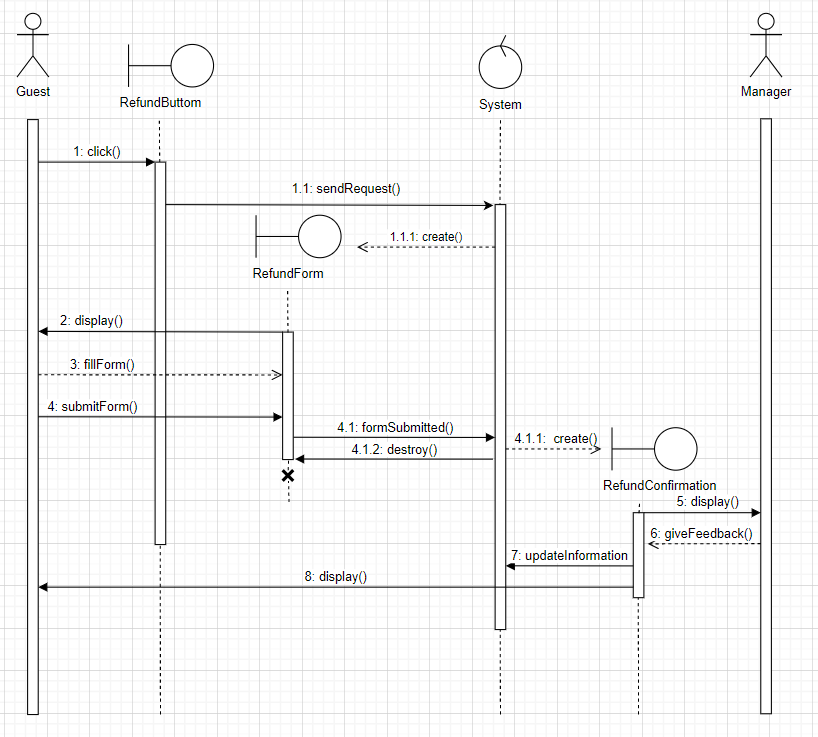 Guest
RefundButtom
System
Manager
1: click()
1.1: sendRequest()
1.1.1: create()
RefundForm
2: display()
3: fillForm()
4: submitForm()
4.1: formSubmitted()
4.1.1:  create()
4.1.2: destroy()
RefundConfirmation
5: display()
6: giveFeedback()
7: updateInformation
8: display()